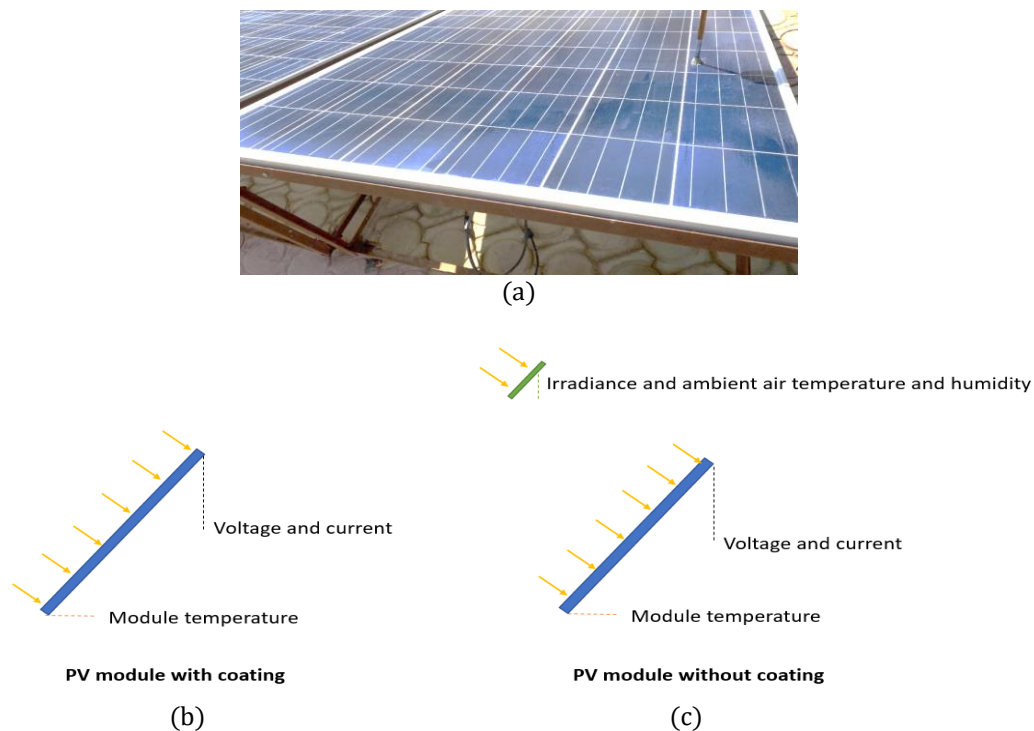 (a)
Irradiance and ambient air temperature and humidity
Voltage and current
Module temperature
PV module with coating
(b)
Voltage and current
Module temperature
PV module without coating
(c)